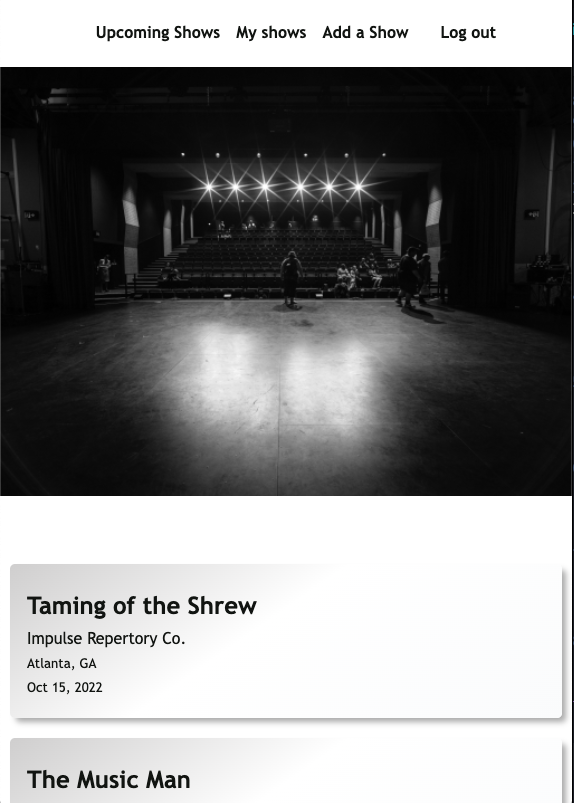 Upcoming Shows My shows Add a Show Log out
Taming of the Shrew
Impulse Repertory Co.
Atlanta, GA
Oct 15, 2022
The Music Man